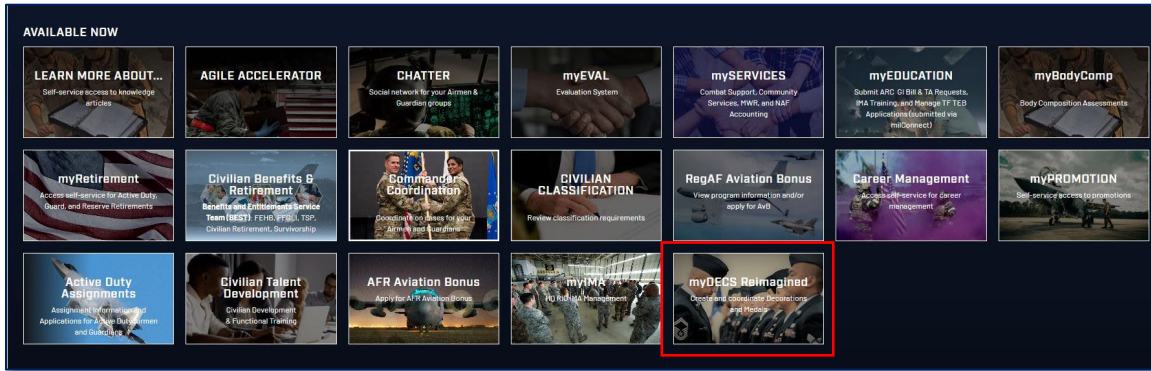 AVAILABLE NOW
LEARN MORE ABOUT...
Self-service access to knowledge
articles
AGILE ACCELERATOR
CHATTER
Social network for your Airmen &
Guardian groups
myEVAL
Evaluation System
mySERVICES
Combat Support, Community
Services, MWR, and NAF
Accounting
myEDUCATION
Submit ARC GI Bill & TA Requests,
IMA Training, and Manage TF TEB
Applications (submitted via
milConnect)
myBodyComp
Body Composition Assessments
myRetirement
Access self-service for Active Duty,
Guard, and Reserve Retirements
Civilian Benefits &
Retirement
Benefits and Entitlements Service
Team (BEST): FEHB, FEGLI, TSP,
Civilian Retirement, Survivorship
Commander
Coordination
Coordinate on cases for your
Airmen and Guardians
CIVILIAN
CLASSIFICATION
Review classification requirements
RegAF Aviation Bonus
View program information and/or
apply for AvB
Career Management
Access self-service for career
management
myPROMOTION
Self-service access to promotions
Active Duty
Assignments
Assignment Information and
Applications for Active Duty Airmen
and Guardians
Civilian Talent
Development
Civilian Development
& Functional Training
AFR Aviation Bonus
Apply for AFR Aviation Bonus
myIMA
HQ RIO IMA Management
myDECS Reimagined
Create and coordinate Decorations
and Medals